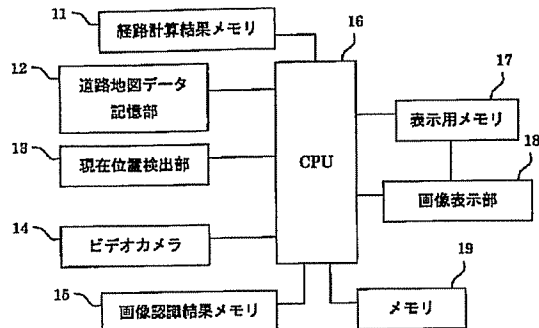 11
経路計算結果メモリ
16
12
道路地図データ
記憶部
17
表示用メモリ
13
現在位置検出部
CPU
18
画像表示部
14
ビデオカメラ
19
15
画像認識結果メモリ
メモリ